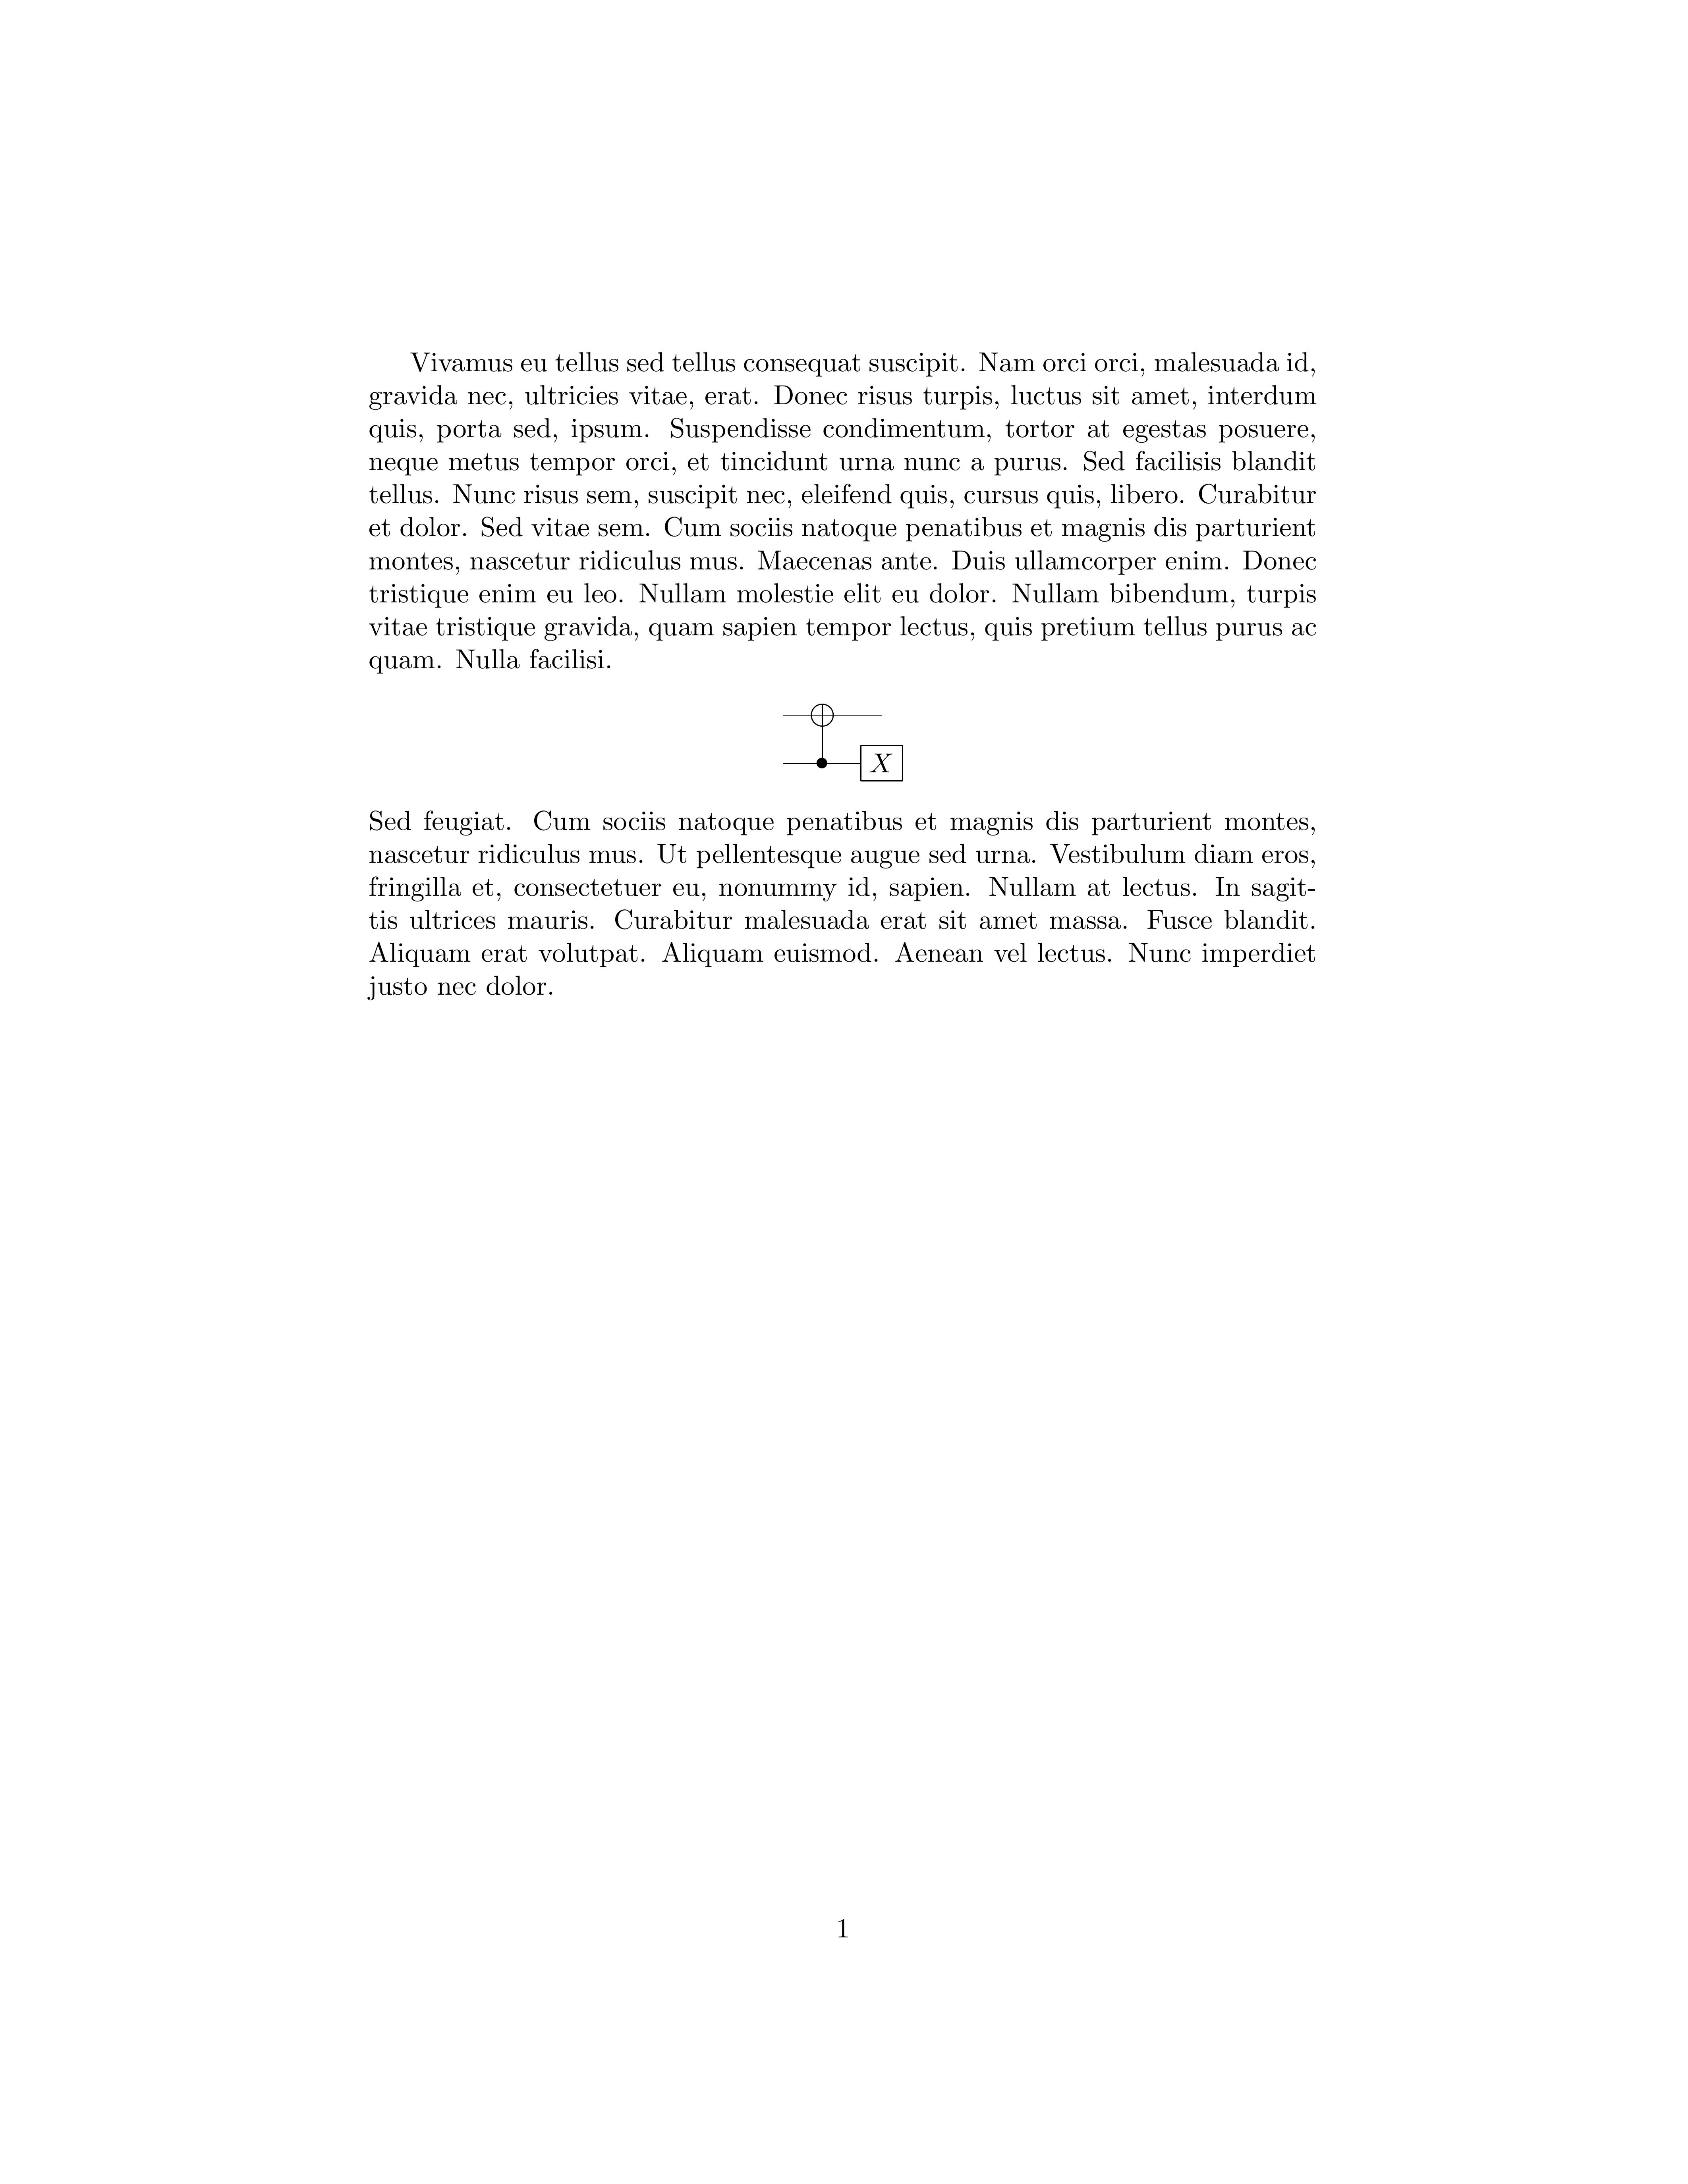 Vivamus eu tellus sed tellus consequat suscipit. Nam orci orci, malesuada id,
gravida nec, ultricies vitae, erat. Donec risus turpis, luctus sit amet, interdum
quis, porta sed, ipsum. Suspendisse condimentum, tortor at egestas posuere,
neque metus tempor orci, et tincidunt urna nunc a purus. Sed facilisis blandit
tellus. Nunc risus sem, suscipit nec, eleifend quis, cursus quis, libero. Curabitur
et dolor. Sed vitae sem. Cum sociis natoque penatibus et magnis dis parturient
montes, nascetur ridiculus mus. Maecenas ante. Duis ullamcorper enim. Donec
tristique enim eu leo. Nullam molestie elit eu dolor. Nullam bibendum, turpis
vitae tristique gravida, quam sapien tempor lectus, quis pretium tellus purus ac
quam. Nulla facilisi.
X
Sed feugiat. Cum sociis natoque penatibus et magnis dis parturient montes,
nascetur ridiculus mus. Ut pellentesque augue sed urna. Vestibulum diam eros,
fringilla et, consectetuer eu, nonummy id, sapien. Nullam at lectus. In sagit-
tis ultrices mauris. Curabitur malesuada erat sit amet massa. Fusce blandit.
Aliquam erat volutpat. Aliquam euismod. Aenean vel lectus. Nunc imperdiet
justo nec dolor.
1